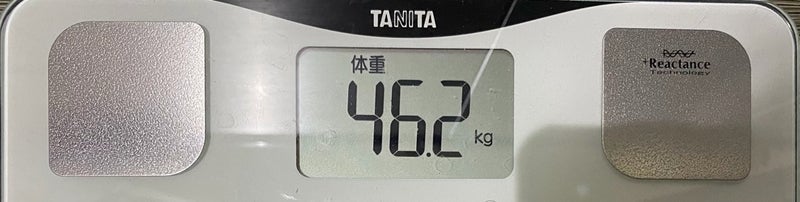 TANITA
体重
46.2 kg
+Reactance
Technology